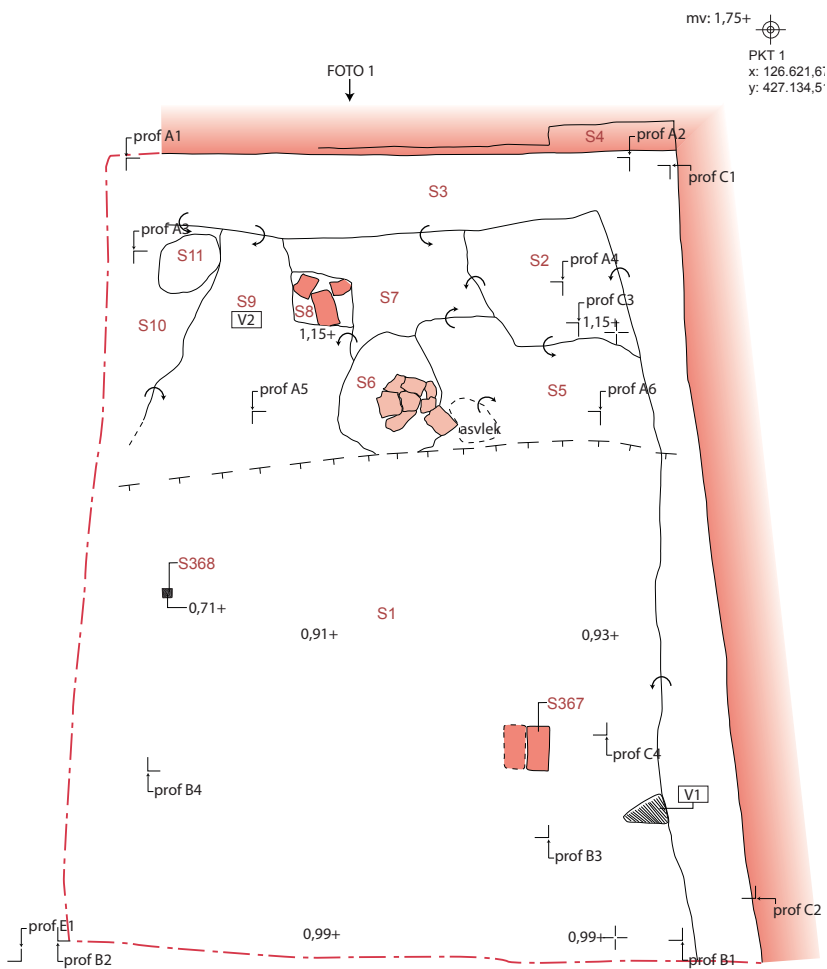 mv: 1,75+
PKT 1
x: 126.621,67
y: 427.134,51
FOTO 1
prof A1
S4
prof A2
prof C1
S3
prof A3
S11
S2
prof A4
S9
V2
S8
S7
prof C3
S10
1,15+
1,15+
S6
prof A5
S5
prof A6
asvlek
S368
0,71+
S1
0,91+
0,93+
S367
prof C4
prof B4
V1
prof B3
prof C2
prof E1
0,99+
0,99+
prof B2
prof B1